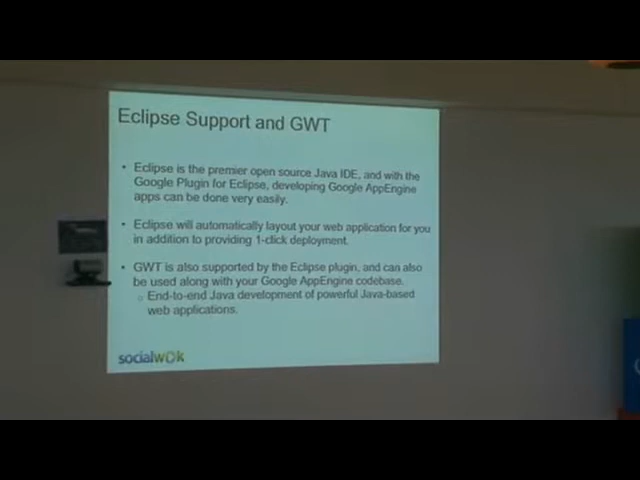 Eclipse Support and GWT
• Eclipse is the premier open source Java IDE, and with the
Google Plugin for Eclipse, developing Google AppEngine
apps can be done very easily.
• Eclipse will automatically layout your web application for you
in addition to providing 1-click deployment.
• GWT is also supported by the Eclipse plugin, and can also
be used along with your Google AppEngine codebase.
○ End-to-end Java development of powerful Java-based
web applications.
socialwok